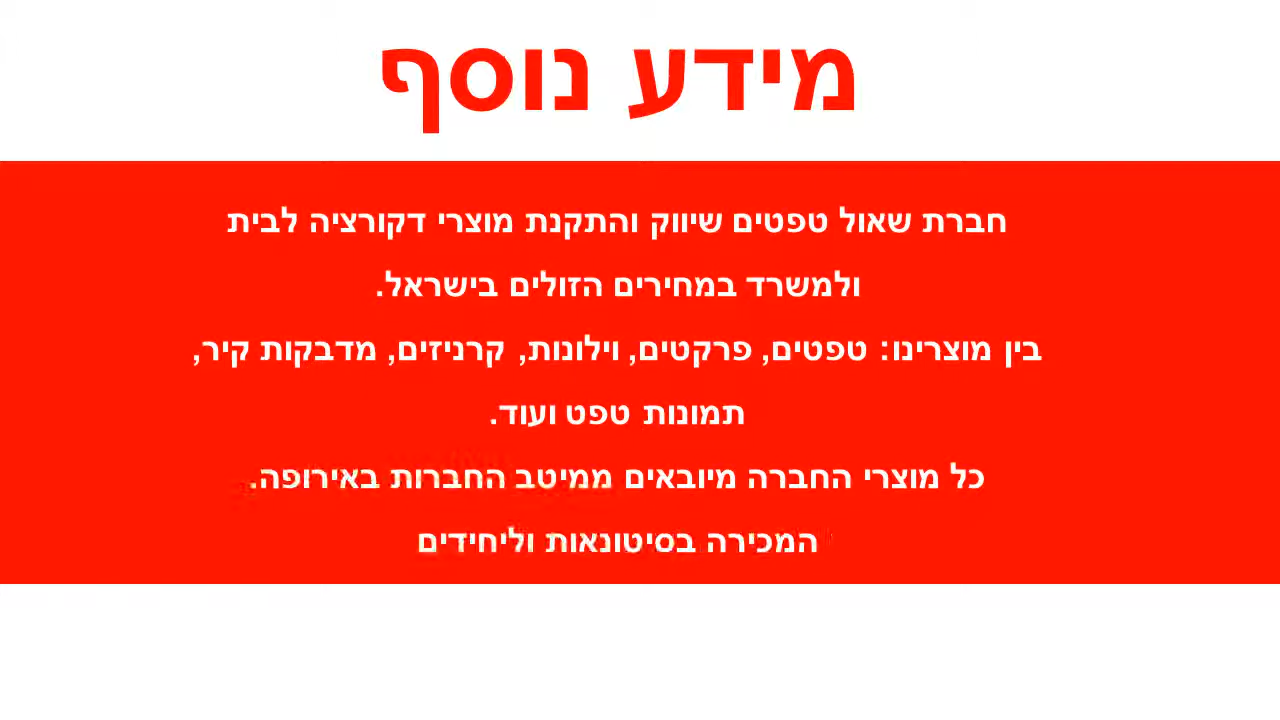 מידע נוסף
חברת שאול טפטים שיווק והתקנת מוצרי דקורציה לבית
ולמשרד במחירים הזולים בישראל.
בין מוצרינו: טפטים, פרקטים, וילונות, קרניזים, מדבקות קיר,
תמונות טפט ועוד.
כל מוצרי החברה מיובאים ממיטב החברות באירופה.
המכירה בסיטונאות וליחידים